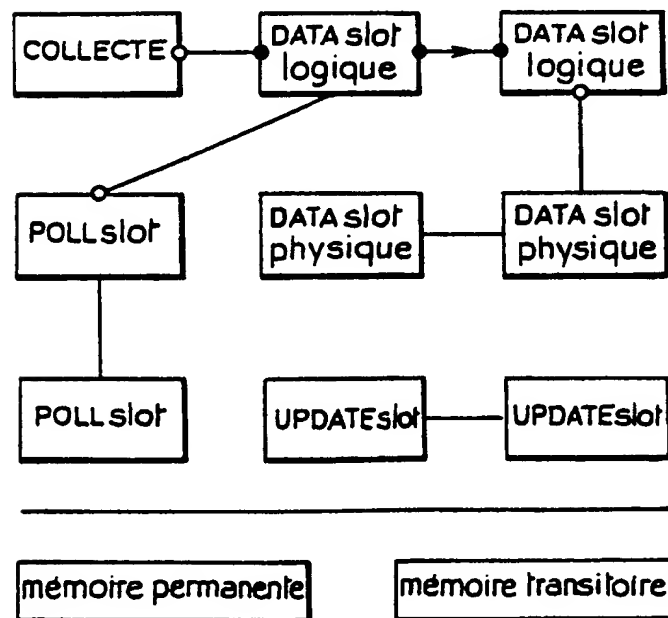 COLLECTE
DATA slot
logique
DATA slot
logique
POLL slot
DATA slot
physique
DATA slot
physique
POLL slot
UPDATE slot
UPDATE slot
mémoire permanente
mémoire transitoire